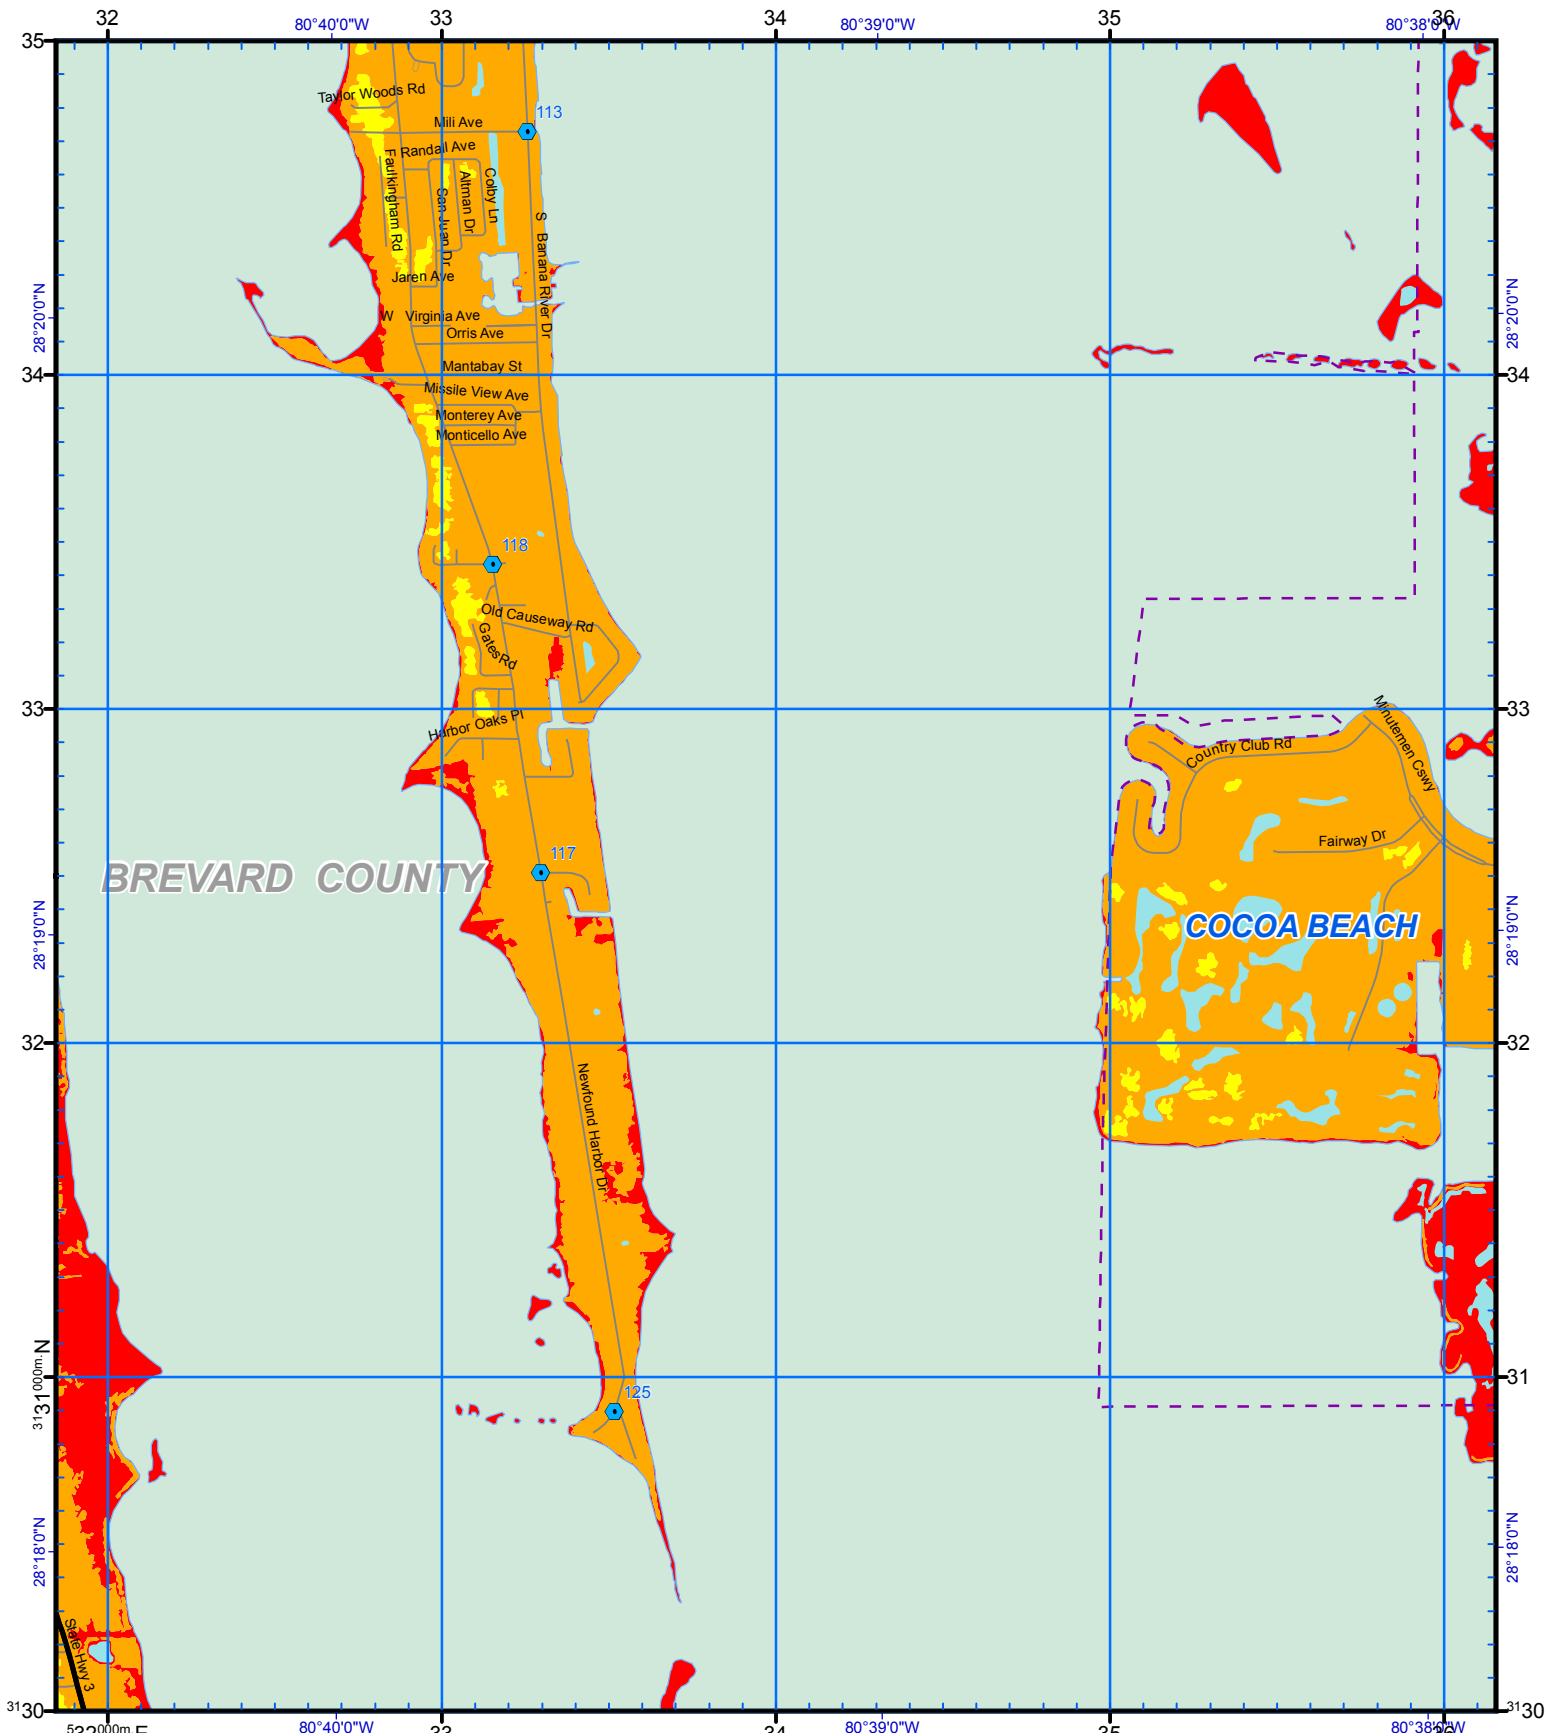 32 33 34 35 36
80°40'0"W 80°39'0"W 80°38'0"W
35
Taylor Woods Rd
113
Mili Ave
Randall Ave
Faulkingham Rd
San Juan Dr
Altman Dr
Colby Ln
S Banana River Dr
Jaren Ave
28°20'0"N
28°20'0"N
W Virginia Ave
Orris Ave
Mantabay St
34
34
Missile View Ave
Monterey Ave
Monticello Ave
118
Old Causeway Rd
Gates Rd
33
33
Harbor Oaks Pl
Minutemen Cswy
Country Club Rd
Fairway Dr
117
BREVARD COUNTY
COCOA BEACH
28°19'0"N
28°19'0"N
32
32
Newfound Harbor Dr
3131000m. N
31
125
28°18'0"N
28°18'0"N
State Hwy 3
3130
3130
80°40'0"W 80°39'0"W 80°38'0"W
532000m. E 33 34 35 36